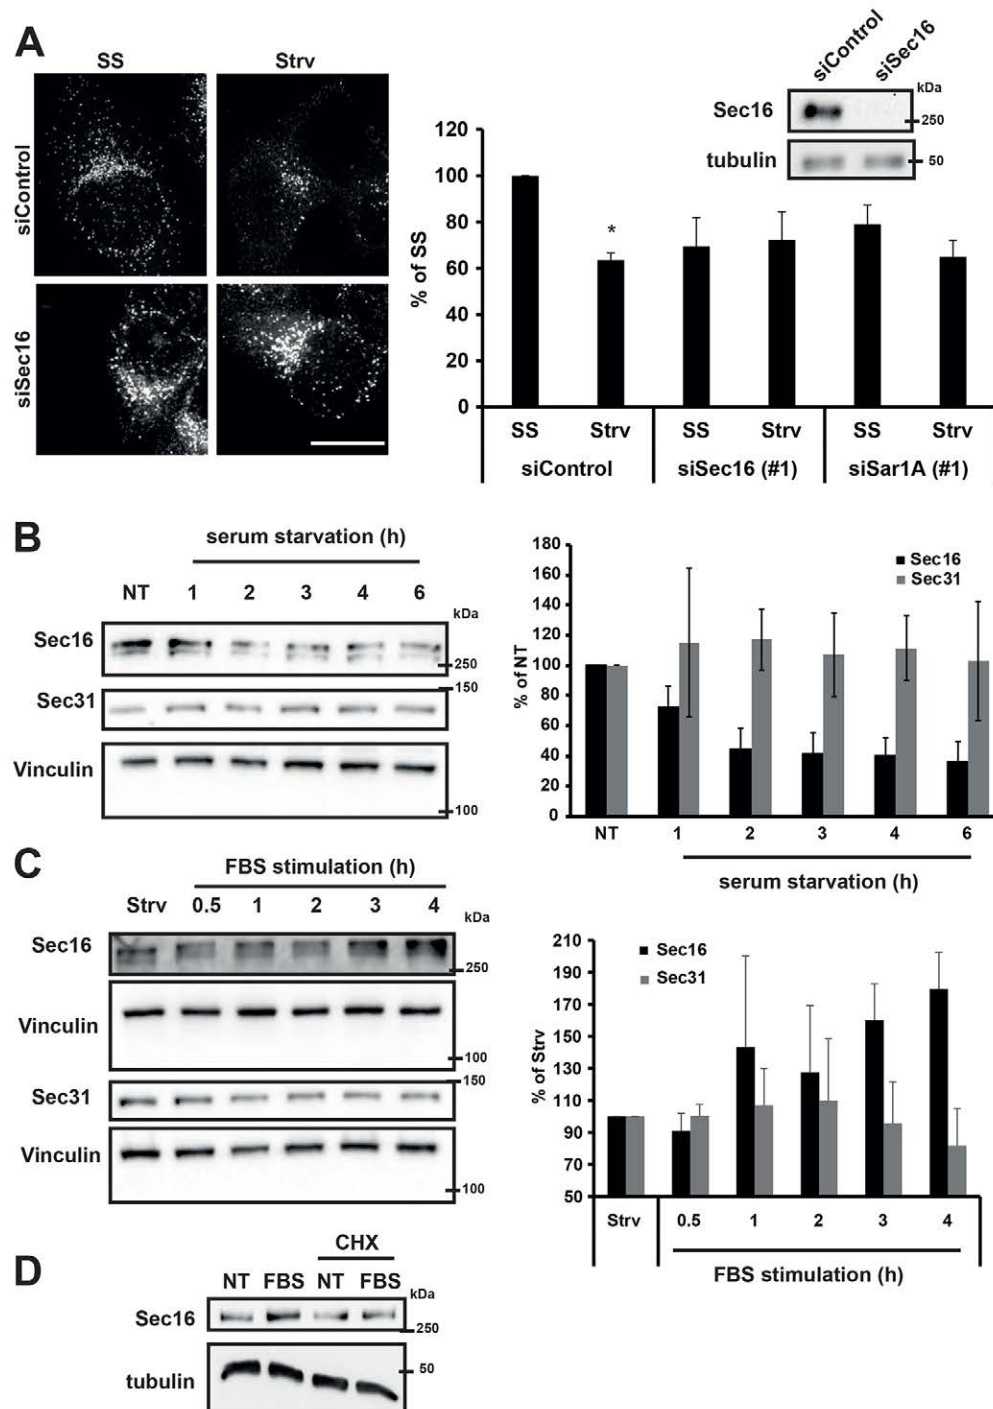 A
SS Strv
siControl
siSec16
siControl siSec16
kDa
Sec16
250
tubulin
50
% of SS
120
100
80
60
40
20
0
*
SS Strv SS Strv SS Strv
siControl siSec16 (#1) siSar1A (#1)
B
serum starvation (h)
NT 1 2 3 4 6
kDa
Sec16
250
150
Sec31
Vinculin
100
% of NT
180
160
140
120
100
80
60
40
20
0
Sec16
Sec31
NT 1 2 3 4 6
serum starvation (h)
C
FBS stimulation (h)
Strv 0.5 1 2 3 4
kDa
Sec16
250
Vinculin
100
150
Sec31
Vinculin
100
% of Strv
210
190
170
150
130
110
90
70
50
Sec16
Sec31
Strv 0.5 1 2 3 4
FBS stimulation (h)
D
CHX
NT FBS NT FBS
kDa
Sec16
250
tubulin
50